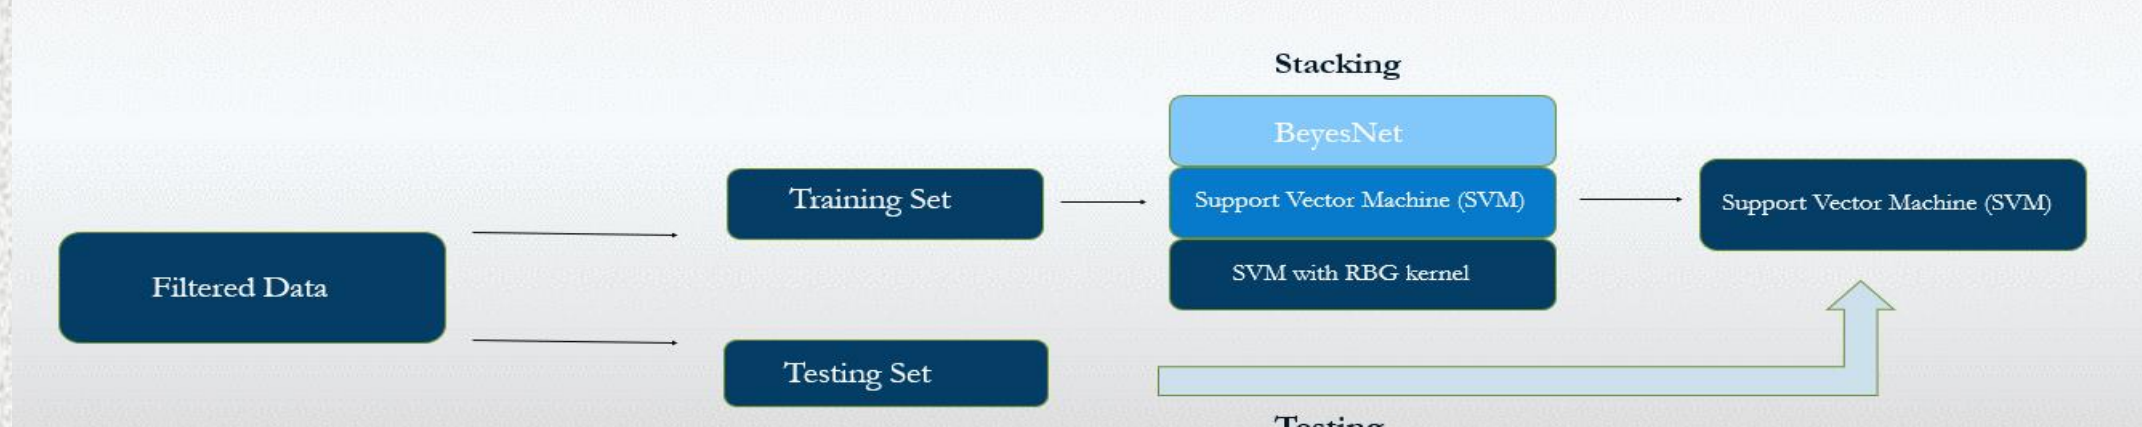 Stacking
BeyesNet
Training Set
Support Vector Machine (SVM)
Support Vector Machine (SVM)
SVM with RBG kernel
Filtered Data
Testing Set
Testing